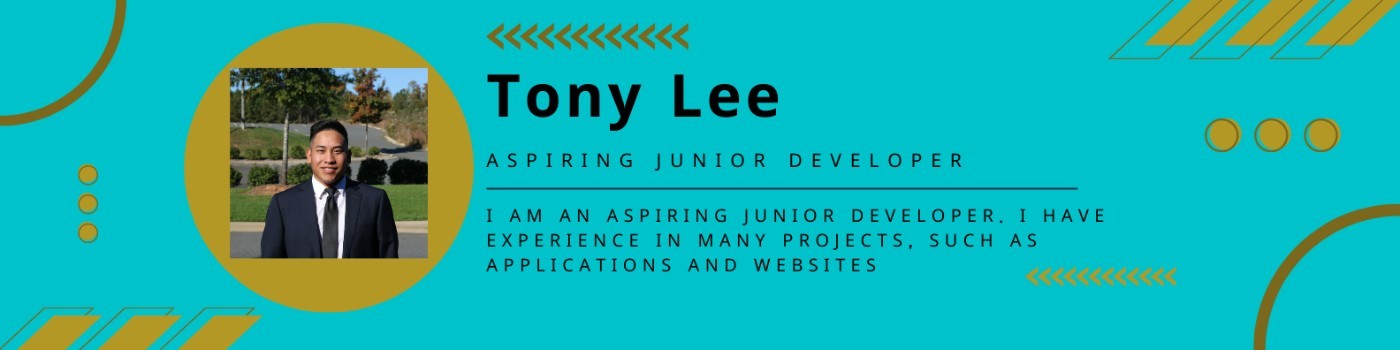 Tony Lee
ASPIRING JUNIOR DEVELOPER
I AM AN ASPIRING JUNIOR DEVELOPER. I HAVE
EXPERIENCE IN MANY PROJECTS, SUCH AS
APPLICATIONS AND WEBSITES